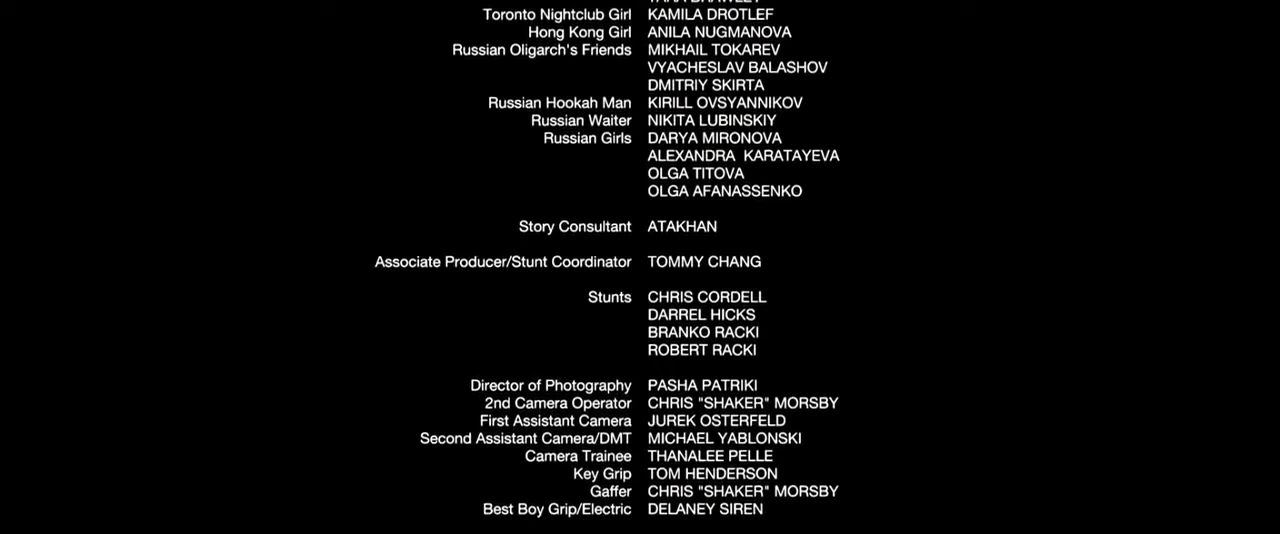 Toronto Nightclub Girl KAMILA DROTLEF
Hong Kong Girl ANILA NUGMANOVA
Russian Oligarch's Friends MIKHAIL TOKAREV
VYACHESLAV BALASHOV
DMITRIY SKIRTA
Russian Hookah Man KIRILL OVSYANNIKOV
Russian Waiter NIKITA LUBINSKIY
Russian Girls DARYA MIRONOVA
ALEXANDRA KARATAYEVA
OLGA TITOVA
OLGA AFANASSENKO
Story Consultant ATAKHAN
Associate Producer/Stunt Coordinator TOMMY CHANG
Stunts CHRIS CORDELL
DARREL HICKS
BRANKO RACKI
ROBERT RACKI
Director of Photography PASHA PATRIKI
2nd Camera Operator CHRIS "SHAKER" MORSBY
First Assistant Camera JUREK OSTERFELD
Second Assistant Camera/DMT MICHAEL YABLONSKI
Camera Trainee THANALEE PELLE
Key Grip TOM HENDERSON
Gaffer CHRIS "SHAKER" MORSBY
Best Boy Grip/Electric DELANEY SIREN